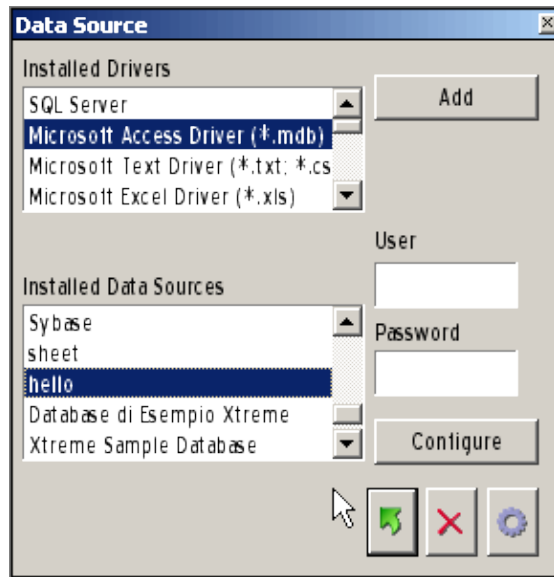 Data Source
Installed Drivers
SQL Server
Microsoft Access Driver (*.mdb)
Microsoft Text Driver (*.txt; *.cs
Microsoft Excel Driver (*.xls)
Add
User
Installed Data Sources
Sybase
sheet
hello
Database di Esempio Xtreme
Xtreme Sample Database
Password
Configure